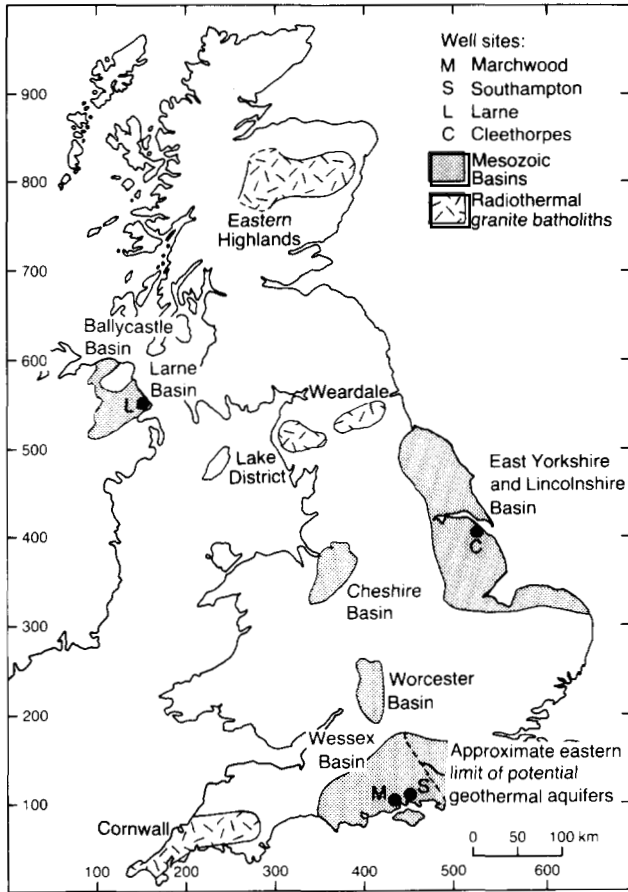 Well sites:
M Marchwood
S Southampton
L Larne
C Cleethorpes
Mesozoic
Basins
Radiothermal
granite batholiths
900
800
700
600
500
400
300
200
100
Eastern
Highlands
Ballycastle
Basin
Larne
Basin
L
Weardale
Lake
District
East Yorkshire
and Lincolnshire
Basin
C
Cheshire
Basin
Worcester
Basin
Wessex
Basin
Approximate eastern
limit of potential
geothermal aquifers
M
S
Cornwall
0 50 100 km
100 200 300 400 500 600